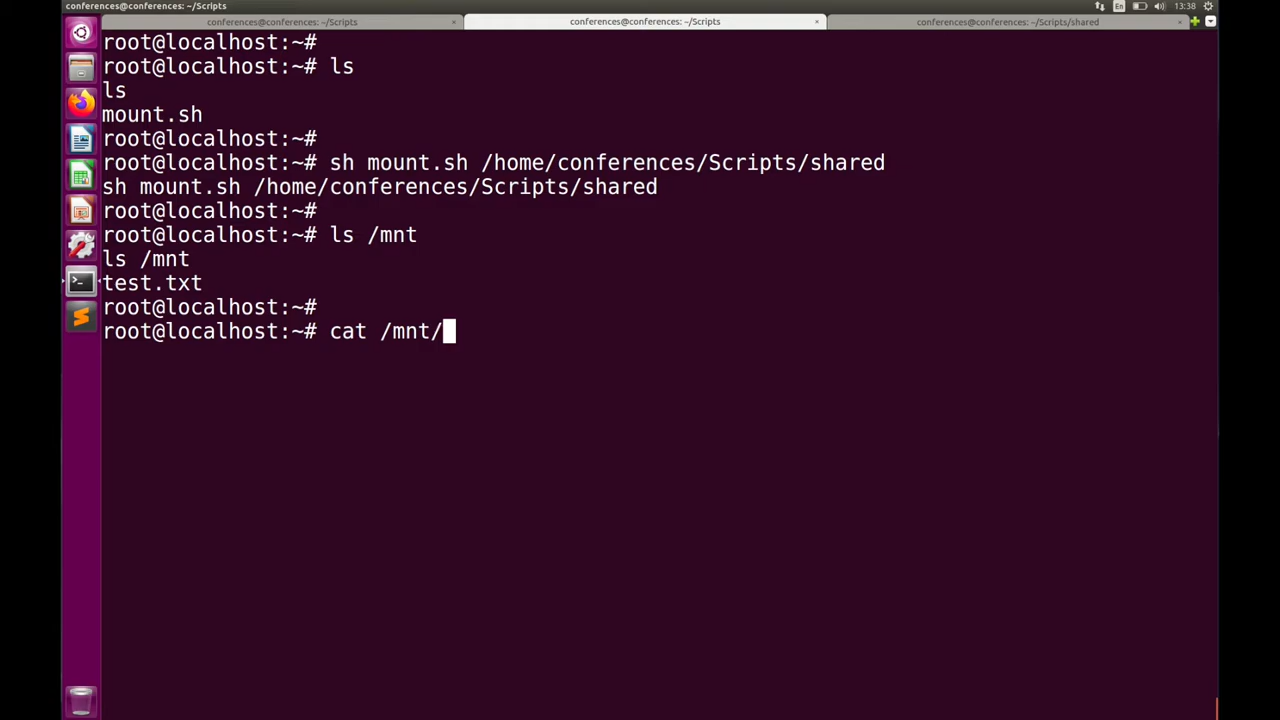 conferences@conferences: ~/Scripts
En
13:38
conferences@conferences: ~/Scripts × conferences@conferences: ~/Scripts × conferences@conferences: ~/Scripts/shared ×
root@localhost:~#
root@localhost:~# ls
ls
mount.sh
root@localhost:~#
root@localhost:~# sh mount.sh /home/conferences/Scripts/shared
sh mount.sh /home/conferences/Scripts/shared
root@localhost:~#
root@localhost:~# ls /mnt
ls /mnt
test.txt
root@localhost:~#
root@localhost:~# cat /mnt/